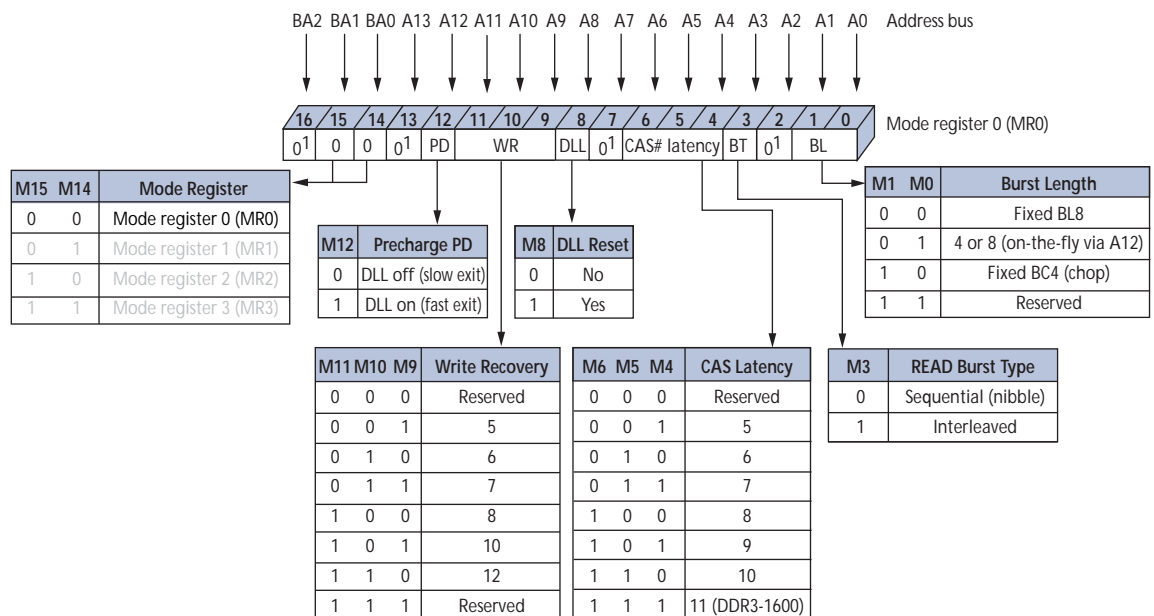 BA2 BA1 BA0 A13 A12 A11 A10 A9 A8 A7 A6 A5 A4 A3 A2 A1 A0 Address bus
16 15 14 13 12 11 10 9 8 7 6 5 4 3 2 1 0
Mode register 0 (MR0)
01 0 0 01 PD WR DLL 01 CAS# latency BT 01 BL
M15 M14 Mode Register
0 0 Mode register 0 (MR0)
0 1 Mode register 1 (MR1)
1 0 Mode register 2 (MR2)
1 1 Mode register 3 (MR3)
M12 Precharge PD
0 DLL off (slow exit)
1 DLL on (fast exit)
M8 DLL Reset
0 No
1 Yes
M1 M0 Burst Length
0 0 Fixed BL8
0 1 4 or 8 (on-the-fly via A12)
1 0 Fixed BC4 (chop)
1 1 Reserved
M11 M10 M9 Write Recovery
0 0 0 Reserved
0 0 1 5
0 1 0 6
0 1 1 7
1 0 0 8
1 0 1 10
1 1 0 12
1 1 1 Reserved
M6 M5 M4 CAS Latency
0 0 0 Reserved
0 0 1 5
0 1 0 6
0 1 1 7
1 0 0 8
1 0 1 9
1 1 0 10
1 1 1 11 (DDR3-1600)
M3 READ Burst Type
0 Sequential (nibble)
1 Interleaved